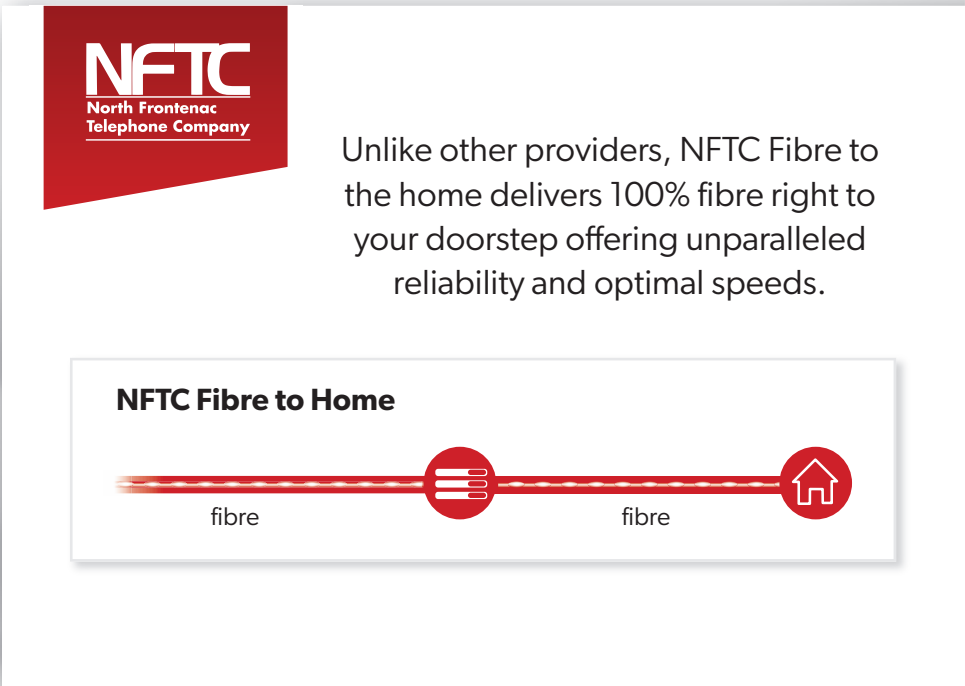 NFTC
North Frontenac
Telephone Company
Unlike other providers, NFTC Fibre to
the home delivers 100% fibre right to
your doorstep offering unparalleled
reliability and optimal speeds.
NFTC Fibre to Home
fibre
fibre